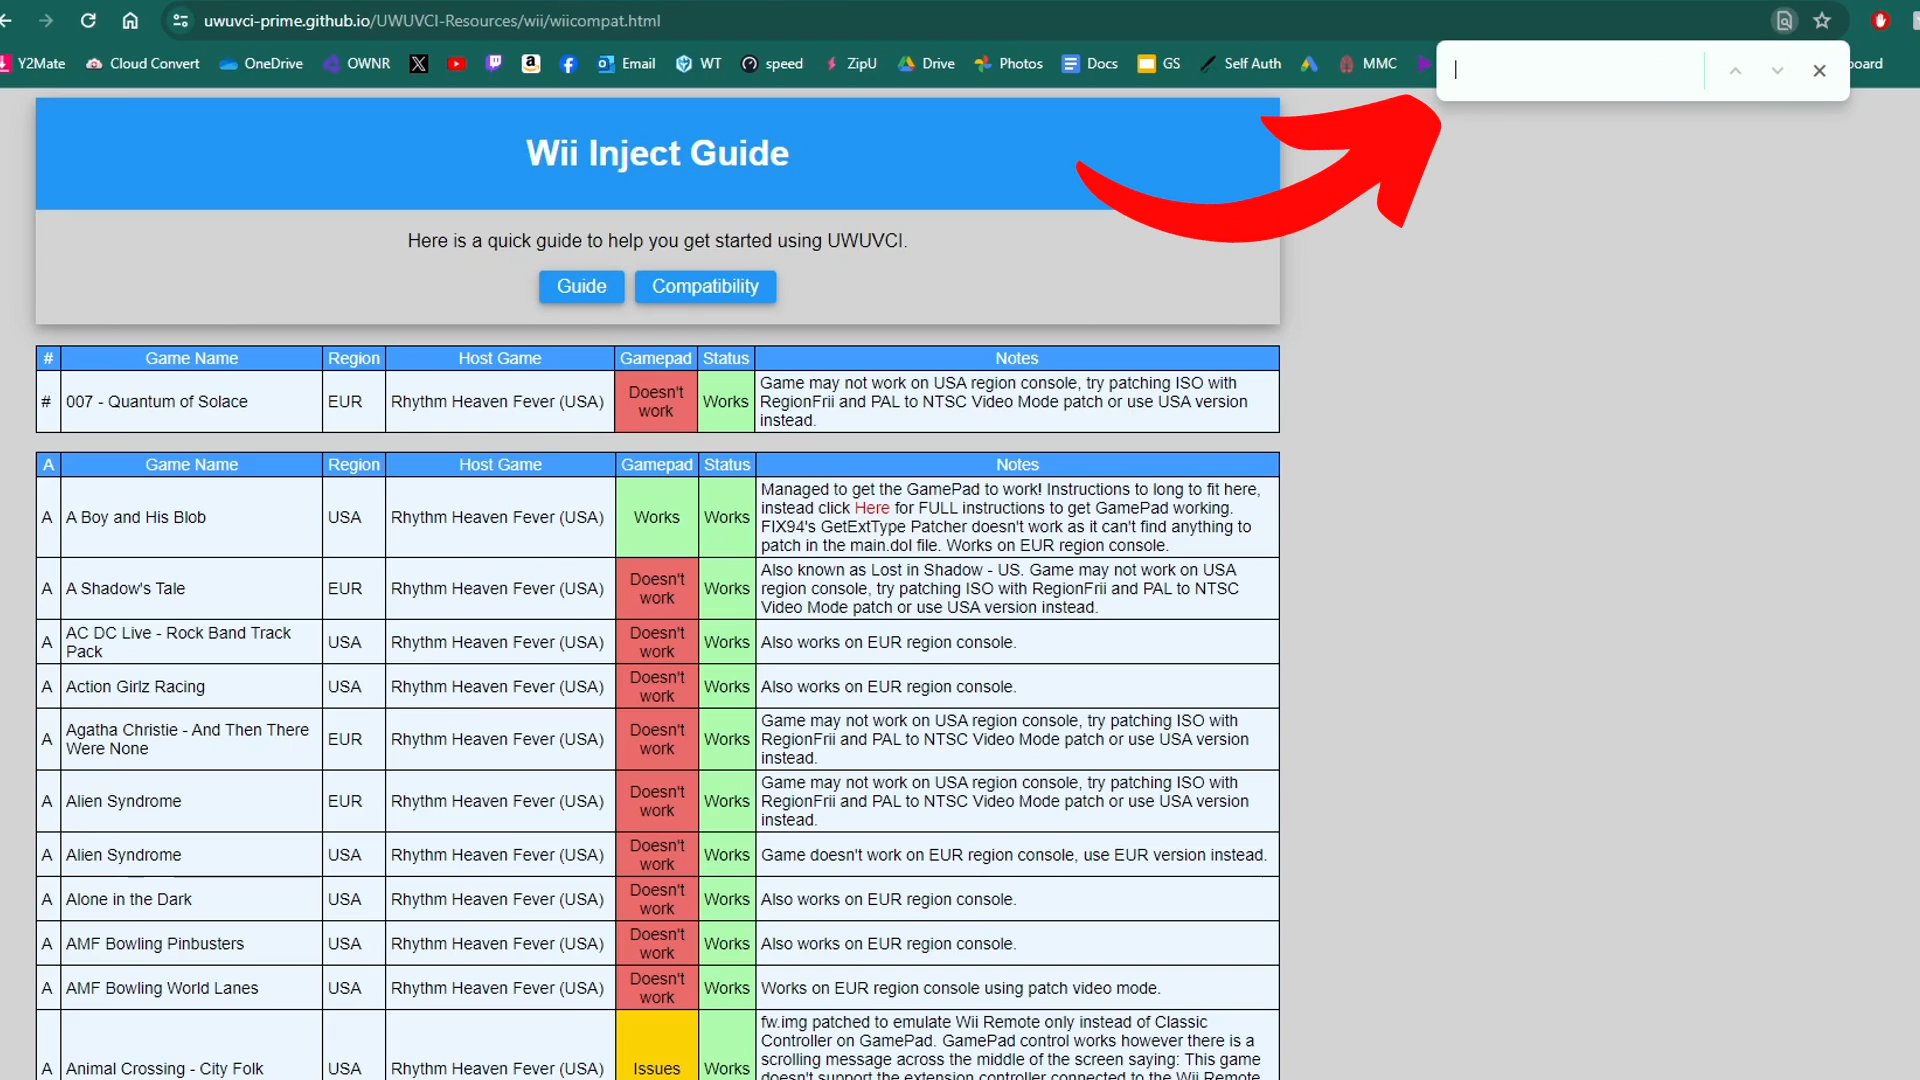 uwuvci-prime.github.io/UWUVCI-Resources/wii/wiicompat.html
Y2Mate Cloud Convert OneDrive OWNR Email WT speed ZipU Drive Photos Docs GS Self Auth MMC board
Wii Inject Guide
Here is a quick guide to help you get started using UWUVCI.
Guide Compatibility
# Game Name Region Host Game Gamepad Status Notes
# 007 - Quantum of Solace EUR Rhythm Heaven Fever (USA) Doesn't work Works Game may not work on USA region console, try patching ISO with
RegionFrii and PAL to NTSC Video Mode patch or use USA version
instead.
A Game Name Region Host Game Gamepad Status Notes
A A Boy and His Blob USA Rhythm Heaven Fever (USA) Works Works Managed to get the GamePad to work! Instructions to long to fit here,
instead click Here for FULL instructions to get GamePad working.
FIX94's GetExtType Patcher doesn't work as it can't find anything to
patch in the main.dol file. Works on EUR region console.
A A Shadow's Tale EUR Rhythm Heaven Fever (USA) Doesn't work Works Also known as Lost in Shadow - US. Game may not work on USA
region console, try patching ISO with RegionFrii and PAL to NTSC
Video Mode patch or use USA version instead.
A AC DC Live - Rock Band Track Pack USA Rhythm Heaven Fever (USA) Doesn't work Works Also works on EUR region console.
A Action Girlz Racing USA Rhythm Heaven Fever (USA) Doesn't work Works Also works on EUR region console.
A Agatha Christie - And Then There Were None EUR Rhythm Heaven Fever (USA) Doesn't work Works Game may not work on USA region console, try patching ISO with
RegionFrii and PAL to NTSC Video Mode patch or use USA version
instead.
A Alien Syndrome EUR Rhythm Heaven Fever (USA) Doesn't work Works Game may not work on USA region console, try patching ISO with
RegionFrii and PAL to NTSC Video Mode patch or use USA version
instead.
A Alien Syndrome USA Rhythm Heaven Fever (USA) Doesn't work Works Game doesn't work on EUR region console, use EUR version instead.
A Alone in the Dark USA Rhythm Heaven Fever (USA) Doesn't work Works Also works on EUR region console.
A AMF Bowling Pinbusters USA Rhythm Heaven Fever (USA) Doesn't work Works Also works on EUR region console.
A AMF Bowling World Lanes USA Rhythm Heaven Fever (USA) Doesn't work Works Works on EUR region console using patch video mode.
A Animal Crossing - City Folk USA Rhythm Heaven Fever (USA) Issues Works fw.img patched to emulate Wii Remote only instead of Classic
Controller on GamePad. GamePad control works however there is a
scrolling message across the middle of the screen saying: This game
doesn't support the extension controller connected to the Wii Remote